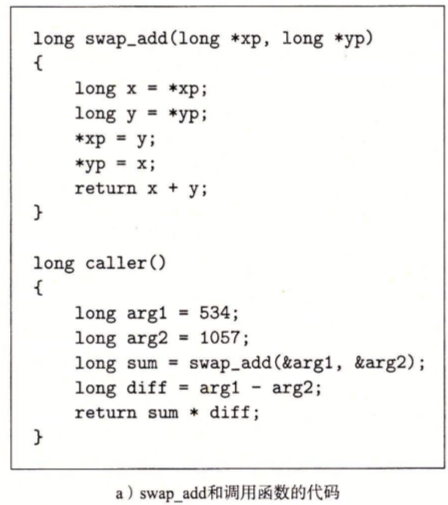 long swap_add(long *xp, long *yp)
{
    long x = *xp;
    long y = *yp;
    *xp = y;
    *yp = x;
    return x + y;
}

long caller()
{
    long arg1 = 534;
    long arg2 = 1057;
    long sum = swap_add(&arg1, &arg2);
    long diff = arg1 - arg2;
    return sum * diff;
}
a）swap_add和调用函数的代码